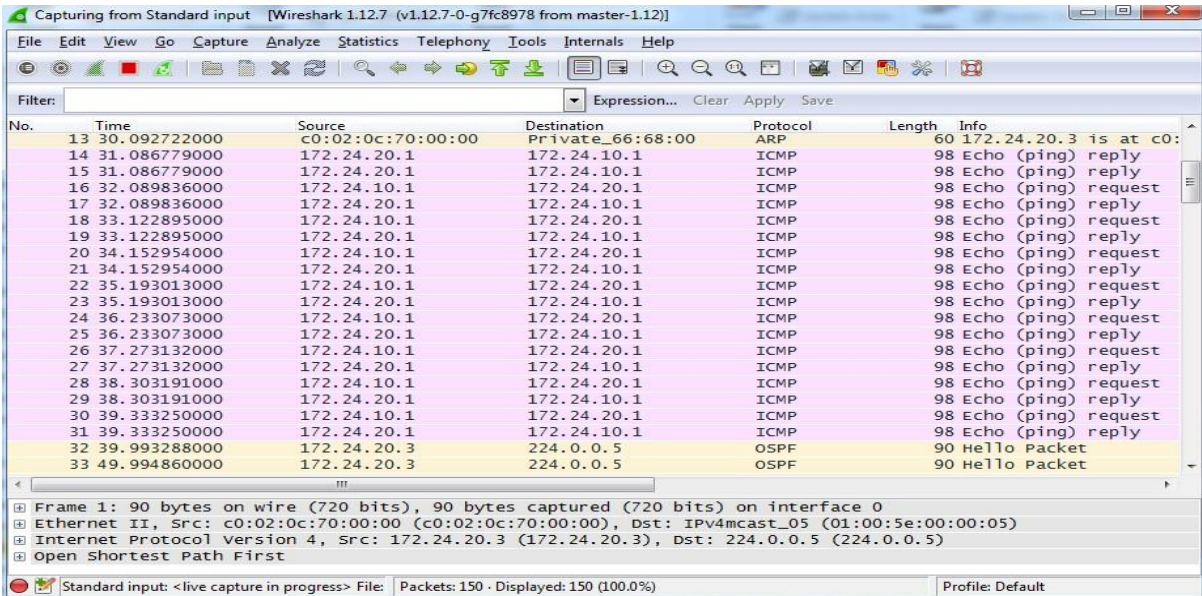 Capturing from Standard input [Wireshark 1.12.7 (v1.12.7-0-g7fc8978 from master-1.12)]
File Edit View Go Capture Analyze Statistics Telephony Tools Internals Help
Filter: Expression... Clear Apply Save
No. Time Source Destination Protocol Length Info
13 30.092722000 c0:02:0c:70:00:00 Private_66:68:00 ARP 60 172.24.20.3 is at c0:
14 31.086779000 172.24.20.1 172.24.10.1 ICMP 98 Echo (ping) reply
15 31.086779000 172.24.20.1 172.24.10.1 ICMP 98 Echo (ping) reply
16 32.089836000 172.24.10.1 172.24.20.1 ICMP 98 Echo (ping) request
17 32.089836000 172.24.20.1 172.24.10.1 ICMP 98 Echo (ping) reply
18 33.122895000 172.24.10.1 172.24.20.1 ICMP 98 Echo (ping) request
19 33.122895000 172.24.20.1 172.24.10.1 ICMP 98 Echo (ping) reply
20 34.152954000 172.24.10.1 172.24.20.1 ICMP 98 Echo (ping) request
21 34.152954000 172.24.20.1 172.24.10.1 ICMP 98 Echo (ping) reply
22 35.193013000 172.24.10.1 172.24.20.1 ICMP 98 Echo (ping) request
23 35.193013000 172.24.20.1 172.24.10.1 ICMP 98 Echo (ping) reply
24 36.233073000 172.24.10.1 172.24.20.1 ICMP 98 Echo (ping) request
25 36.233073000 172.24.20.1 172.24.10.1 ICMP 98 Echo (ping) reply
26 37.273132000 172.24.10.1 172.24.20.1 ICMP 98 Echo (ping) request
27 37.273132000 172.24.20.1 172.24.10.1 ICMP 98 Echo (ping) reply
28 38.303191000 172.24.10.1 172.24.20.1 ICMP 98 Echo (ping) request
29 38.303191000 172.24.20.1 172.24.10.1 ICMP 98 Echo (ping) reply
30 39.333250000 172.24.10.1 172.24.20.1 ICMP 98 Echo (ping) request
31 39.333250000 172.24.20.1 172.24.10.1 ICMP 98 Echo (ping) reply
32 39.993288000 172.24.20.3 224.0.0.5 OSPF 90 Hello Packet
33 49.994860000 172.24.20.3 224.0.0.5 OSPF 90 Hello Packet
Frame 1: 90 bytes on wire (720 bits), 90 bytes captured (720 bits) on interface 0
Ethernet II, Src: c0:02:0c:70:00:00 (c0:02:0c:70:00:00), Dst: IPv4mcast_05 (01:00:5e:00:00:05)
Internet Protocol Version 4, Src: 172.24.20.3 (172.24.20.3), Dst: 224.0.0.5 (224.0.0.5)
Open Shortest Path First
Standard input: <live capture in progress> File: Packets: 150 · Displayed: 150 (100.0%) Profile: Default